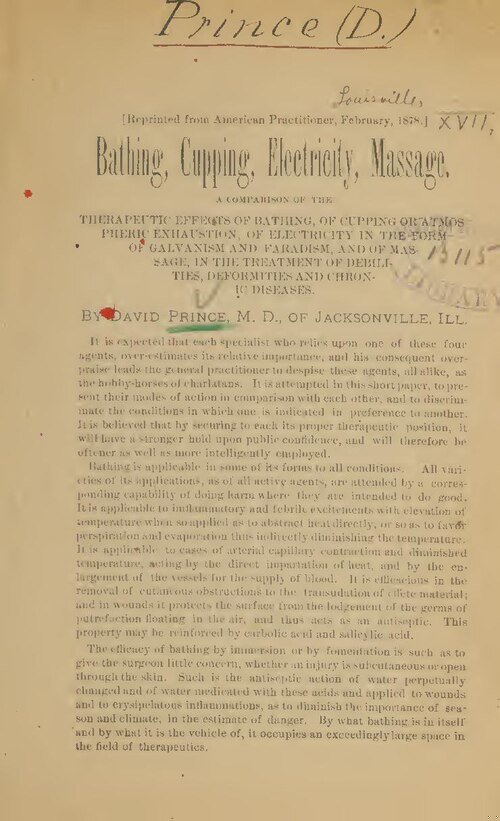 Prince (D.)
Louisville,
[Reprinted from American Practitioner, February, 1878.] XVII,
Bathing, Cupping, Electricity, Massage.
A COMPARISON OF THE
THERAPEUTIC EFFECTS OF BATHING, OF CUPPING OR ATMOS
PHERIC EXHAUSTION, OF ELECTRICITY IN THE FORM
OF GALVANISM AND FARADISM, AND OF MAS-
SAGE, IN THE TREATMENT OF DEBILI-
TIES, DEFORMITIES AND CHRON-
IC DISEASES.
15115
LIBRARY
BY DAVID PRINCE, M. D., OF JACKSONVILLE, ILL.
It is expected that each specialist who relies upon one of these four
agents, over-estimates its relative importance, and his consequent over-
praise leads the general practitioner to despise these agents, all alike, as
the hobby-horses of charlatans. It is attempted in this short paper, to pre-
sent their modes of action in comparison with each other, and to discrim-
inate the conditions in which one is indicated in preference to another.
It is believed that by securing to each its proper therapeutic position, it
will have a stronger hold upon public confidence, and will therefore be
oftener as well as more intelligently employed.
Bathing is applicable in some of its forms to all conditions. All vari-
eties of its applications, as of all active agents, are attended by a corres-
ponding capability of doing harm where they are intended to do good.
It is applicable to inflammatory and febrile excitements with elevation of
temperature when so applied as to abstract heat directly, or so as to favor
perspiration and evaporation thus indirectly diminishing the temperature.
It is applicable to cases of arterial capillary contraction and diminished
temperature, acting by the direct impartation of heat, and by the en-
largement of the vessels for the supply of blood. It is efficacious in the
removal of cutaneous obstructions to the transudation of effete material;
and in wounds it protects the surface from the lodgement of the germs of
putrefaction floating in the air, and thus acts as an antiseptic. This
property may be reinforced by carbolic acid and salicylic acid.
The efficacy of bathing by immersion or by fomentation is such as to
give the surgeon little concern, whether an injury is subcutaneous or open
through the skin. Such is the antiseptic action of water perpetually
changed and of water medicated with these acids and applied to wounds
and to erysipelatous inflammations, as to diminish the importance of sea-
son and climate, in the estimate of danger. By what bathing is in itself
and by what it is the vehicle of, it occupies an exceedingly large space in
the field of therapeutics.